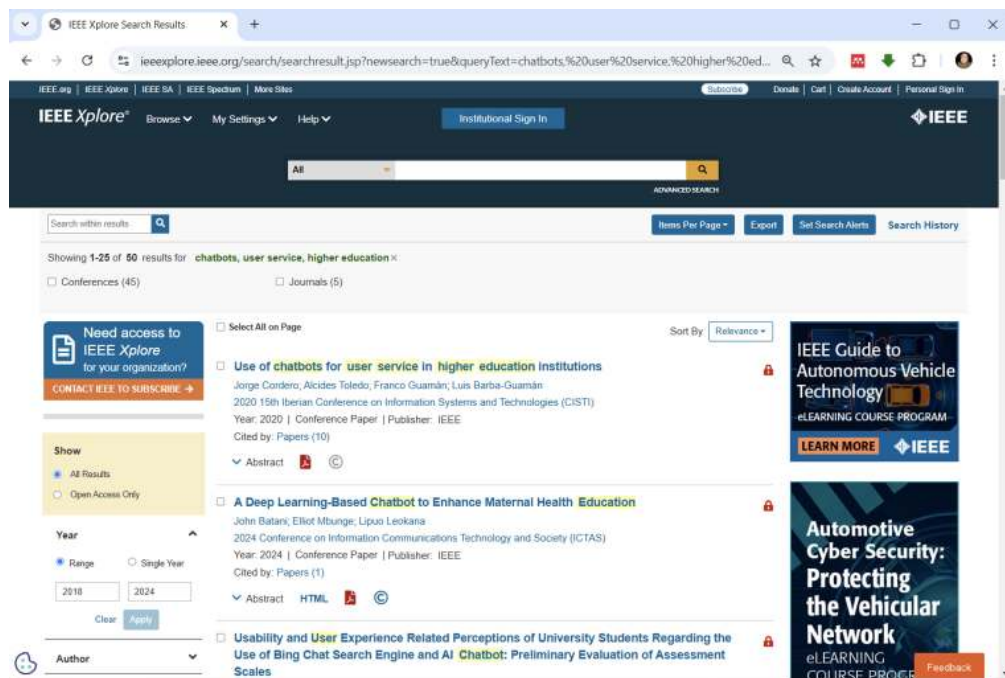 IEEE Xplore Search Results
ieeexplore.ieee.org/search/searchresult.jsp?newsearch=true&queryText=chatbots,%20user%20service,%20higher%20ed...
IEEE.org | IEEE Xplore | IEEE SA | IEEE Spectrum | More Sites
Subscribe
Donate | Cart | Create Account | Personal Sign In
IEEE Xplore®
Browse
My Settings
Help
Institutional Sign In
IEEE
All
ADVANCED SEARCH
Search within results
Items Per Page
Export
Set Search Alerts
Search History
Showing 1-25 of 50 results for chatbots, user service, higher education ×
Conferences (45)
Journals (5)
Need access to
IEEE Xplore
for your organization?
CONTACT IEEE TO SUBSCRIBE →
Show
All Results
Open Access Only
Year
Range
Single Year
2018
2024
Clear
Apply
Author
Select All on Page
Sort By Relevance
Use of chatbots for user service in higher education institutions
Jorge Cordero; Alcides Toledo; Franco Guamán; Luis Barba-Guamán
2020 15th Iberian Conference on Information Systems and Technologies (CISTI)
Year: 2020 | Conference Paper | Publisher: IEEE
Cited by: Papers (10)
Abstract
©
A Deep Learning-Based Chatbot to Enhance Maternal Health Education
John Batani; Elliot Mbunge; Lipuo Leokana
2024 Conference on Information Communications Technology and Society (ICTAS)
Year: 2024 | Conference Paper | Publisher: IEEE
Cited by: Papers (1)
Abstract
HTML
©
Usability and User Experience Related Perceptions of University Students Regarding the
Use of Bing Chat Search Engine and AI Chatbot: Preliminary Evaluation of Assessment
Scales
IEEE Guide to
Autonomous Vehicle
Technology
eLEARNING COURSE PROGRAM
LEARN MORE
IEEE
Automotive
Cyber Security:
Protecting
the Vehicular
Network
eLEARNING
COURSE PROGR
Feedback